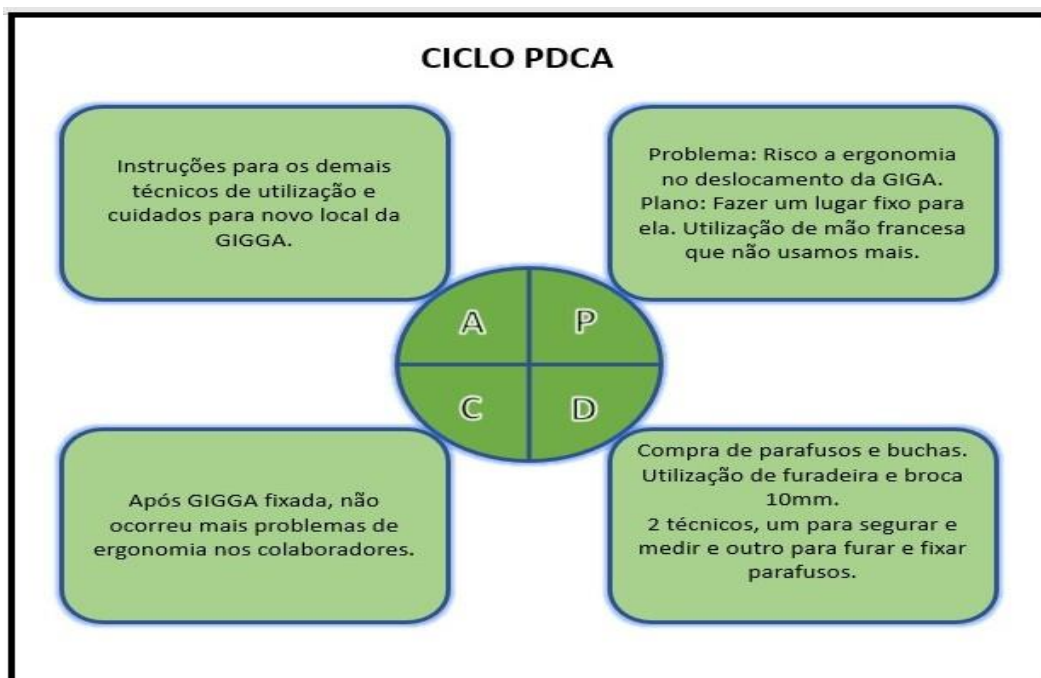 CICLO PDCA
Instruções para os demais
técnicos de utilização e
cuidados para novo local da
GIGGA.
Problema: Risco a ergonomia
no deslocamento da GIGA.
Plano: Fazer um lugar fixo para
ela. Utilização de mão francesa
que não usamos mais.
A
P
C
D
Após GIGGA fixada, não
ocorreu mais problemas de
ergonomia nos colaboradores.
Compra de parafusos e buchas.
Utilização de furadeira e broca
10mm.
2 técnicos, um para segurar e
medir e outro para furar e fixar
parafusos.